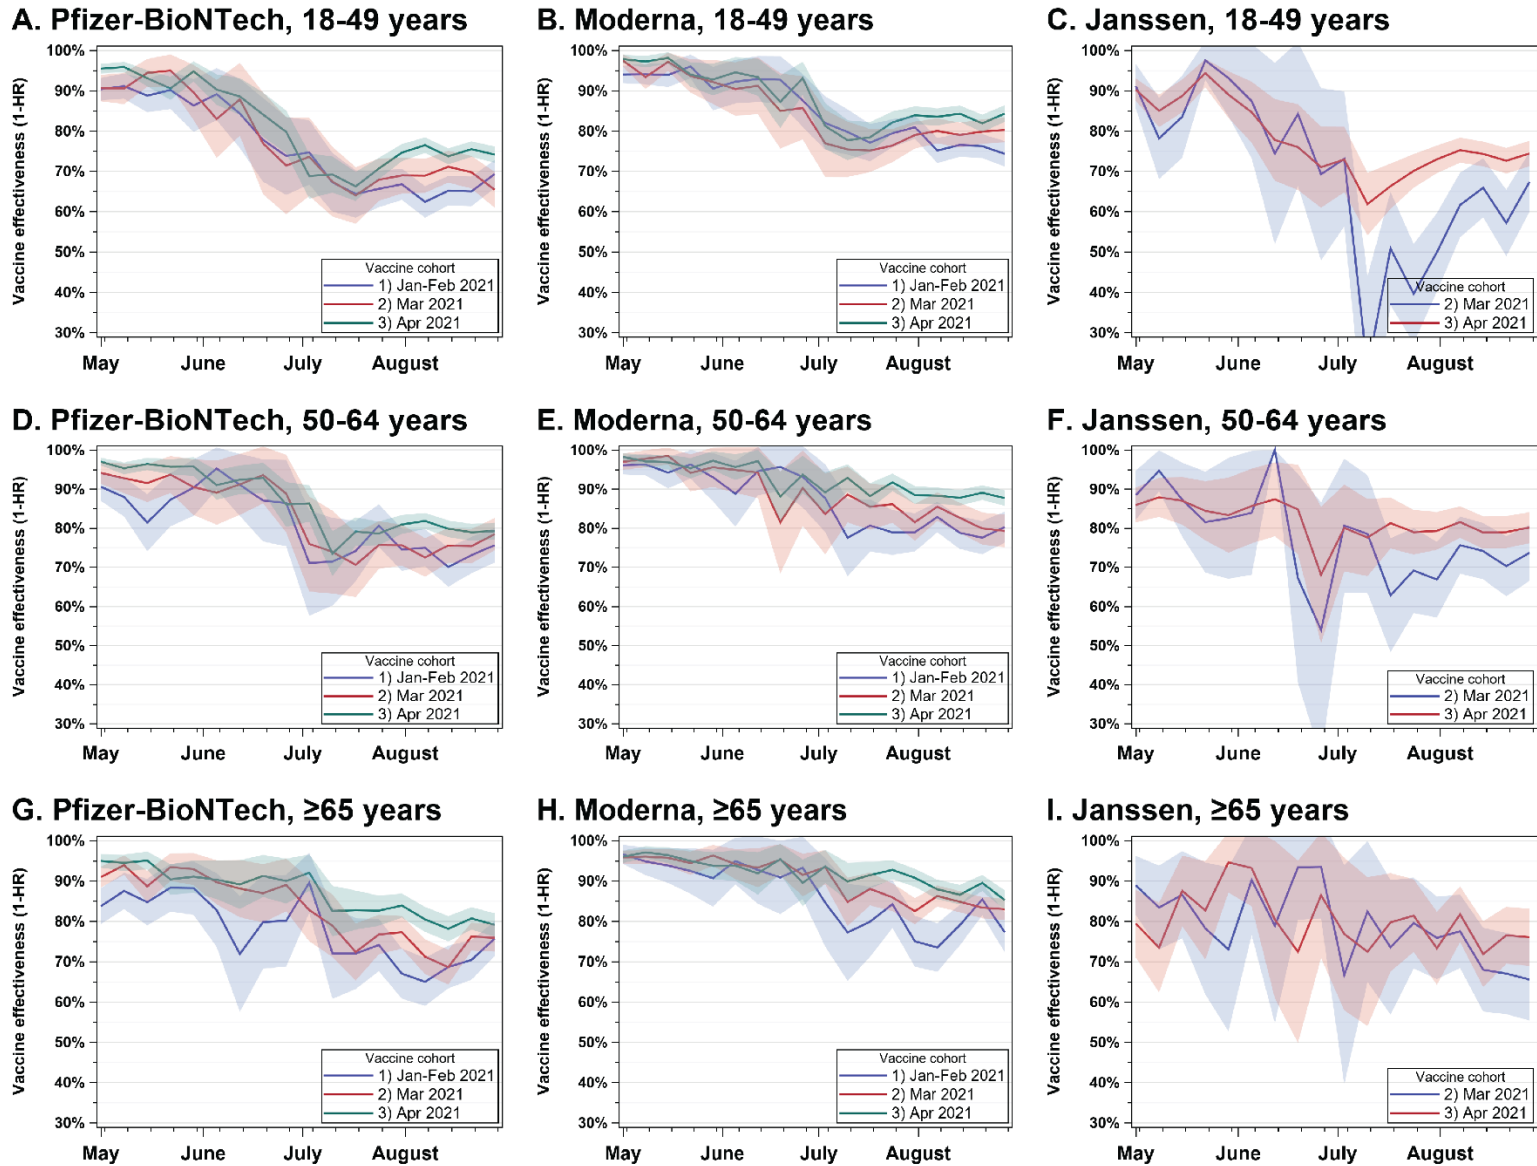 A. Pfizer-BioNTech, 18-49 years
Vaccine effectiveness (1-HR)
100%
90%
80%
70%
60%
50%
40%
30%
Vaccine cohort
1) Jan-Feb 2021
2) Mar 2021
3) Apr 2021
May June July August
B. Moderna, 18-49 years
Vaccine effectiveness (1-HR)
100%
90%
80%
70%
60%
50%
40%
30%
Vaccine cohort
1) Jan-Feb 2021
2) Mar 2021
3) Apr 2021
May June July August
C. Janssen, 18-49 years
Vaccine effectiveness (1-HR)
100%
90%
80%
70%
60%
50%
40%
30%
Vaccine cohort
2) Mar 2021
3) Apr 2021
May June July August
D. Pfizer-BioNTech, 50-64 years
Vaccine effectiveness (1-HR)
100%
90%
80%
70%
60%
50%
40%
30%
Vaccine cohort
1) Jan-Feb 2021
2) Mar 2021
3) Apr 2021
May June July August
E. Moderna, 50-64 years
Vaccine effectiveness (1-HR)
100%
90%
80%
70%
60%
50%
40%
30%
Vaccine cohort
1) Jan-Feb 2021
2) Mar 2021
3) Apr 2021
May June July August
F. Janssen, 50-64 years
Vaccine effectiveness (1-HR)
100%
90%
80%
70%
60%
50%
40%
30%
Vaccine cohort
2) Mar 2021
3) Apr 2021
May June July August
G. Pfizer-BioNTech, ≥65 years
Vaccine effectiveness (1-HR)
100%
90%
80%
70%
60%
50%
40%
30%
Vaccine cohort
1) Jan-Feb 2021
2) Mar 2021
3) Apr 2021
May June July August
H. Moderna, ≥65 years
Vaccine effectiveness (1-HR)
100%
90%
80%
70%
60%
50%
40%
30%
Vaccine cohort
1) Jan-Feb 2021
2) Mar 2021
3) Apr 2021
May June July August
I. Janssen, ≥65 years
Vaccine effectiveness (1-HR)
100%
90%
80%
70%
60%
50%
40%
30%
Vaccine cohort
2) Mar 2021
3) Apr 2021
May June July August